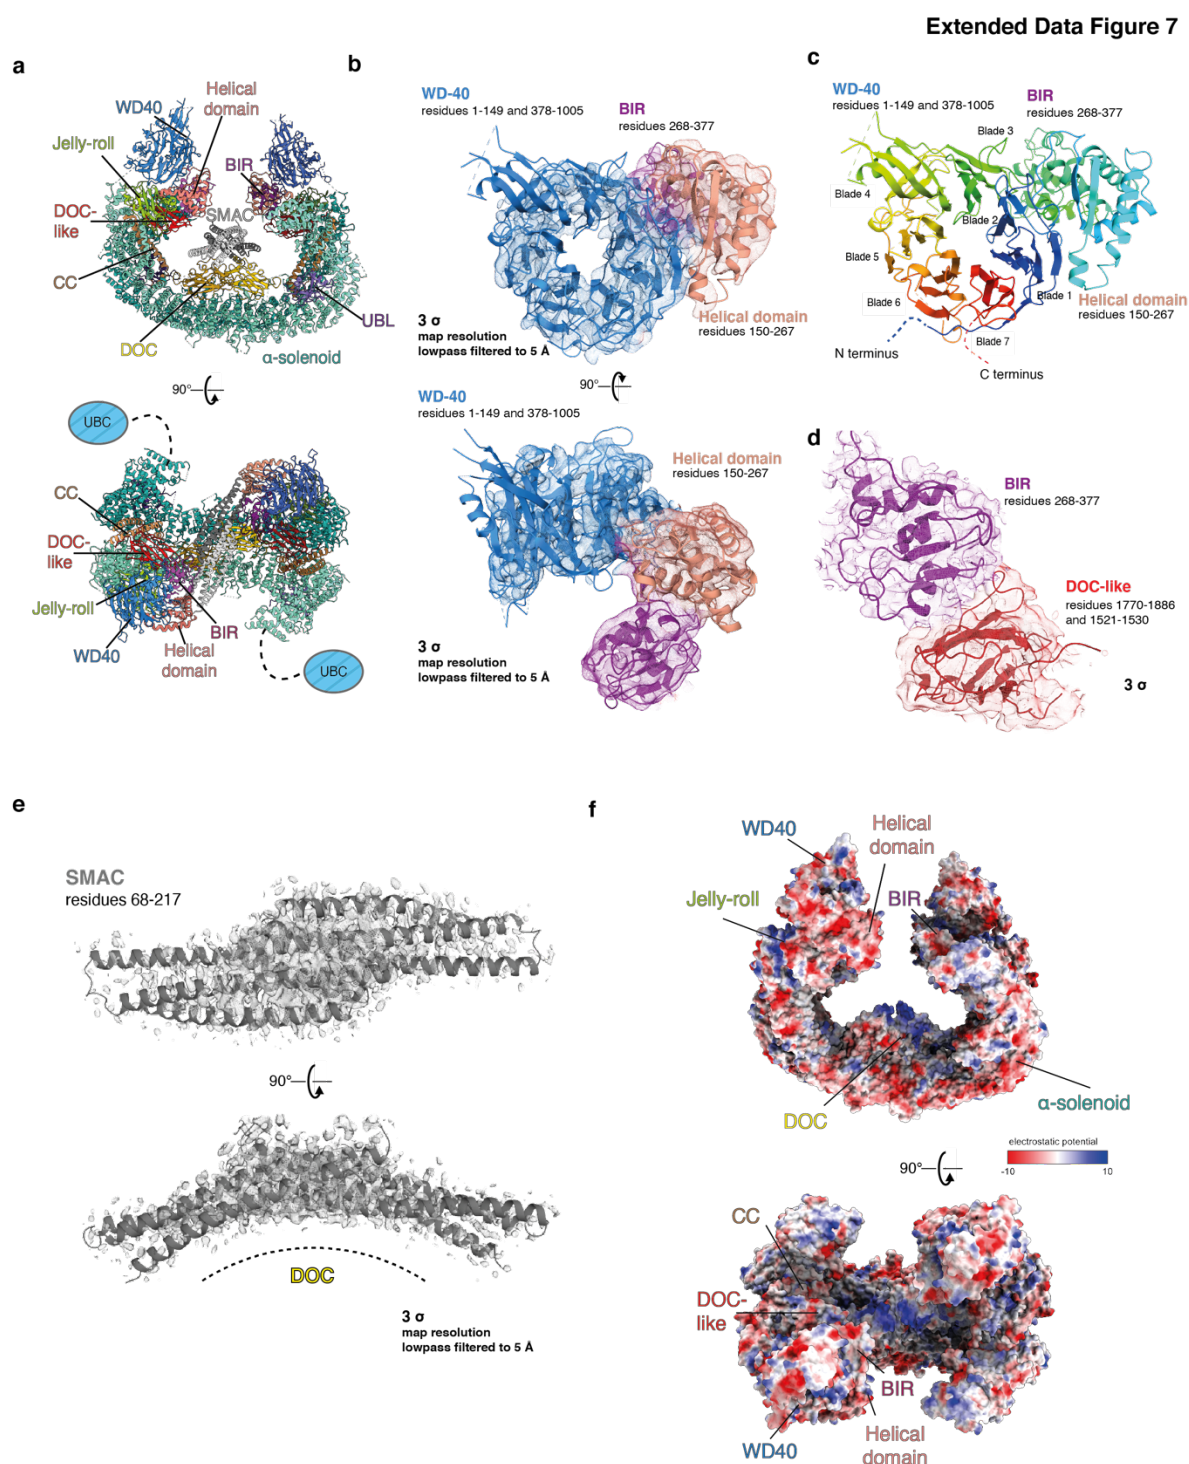 Extended Data Figure 7
a
WD40
Helical
domain
Jelly-roll
BIR
DOC-
like
SMAC
CC
UBL
DOC
α-solenoid
90°
UBC
CC
DOC-
like
Jelly-roll
BIR
WD40
Helical
domain
UBC
b
WD-40
residues 1-149 and 378-1005
BIR
residues 268-377
Helical domain
residues 150-267
3 σ
map resolution
lowpass filtered to 5 Å
90°
WD-40
residues 1-149 and 378-1005
Helical domain
residues 150-267
3 σ
map resolution
lowpass filtered to 5 Å
c
WD-40
residues 1-149 and 378-1005
BIR
residues 268-377
Blade 3
Blade 4
Blade 2
Blade 5
Blade 6
Blade 1
Helical domain
residues 150-267
Blade 7
N terminus
C terminus
d
BIR
residues 268-377
DOC-like
residues 1770-1886
and 1521-1530
3 σ
e
SMAC
residues 68-217
90°
DOC
3 σ
map resolution
lowpass filtered to 5 Å
f
WD40
Helical
domain
Jelly-roll
BIR
DOC
α-solenoid
electrostatic potential
-10 10
90°
CC
DOC-
like
BIR
WD40
Helical
domain